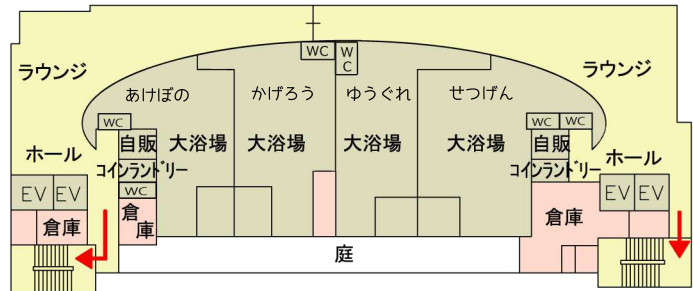 WC
W
C
ラウンジ
ラウンジ
あけぼの
かげろう
ゆうぐれ
せつげん
WC
WC
WC
自販
大浴場
大浴場
大浴場
大浴場
自販
ホール
コインランドリー
コインランドリー
ホール
EV
EV
WC
EV
EV
倉庫
倉
庫
倉庫
庭